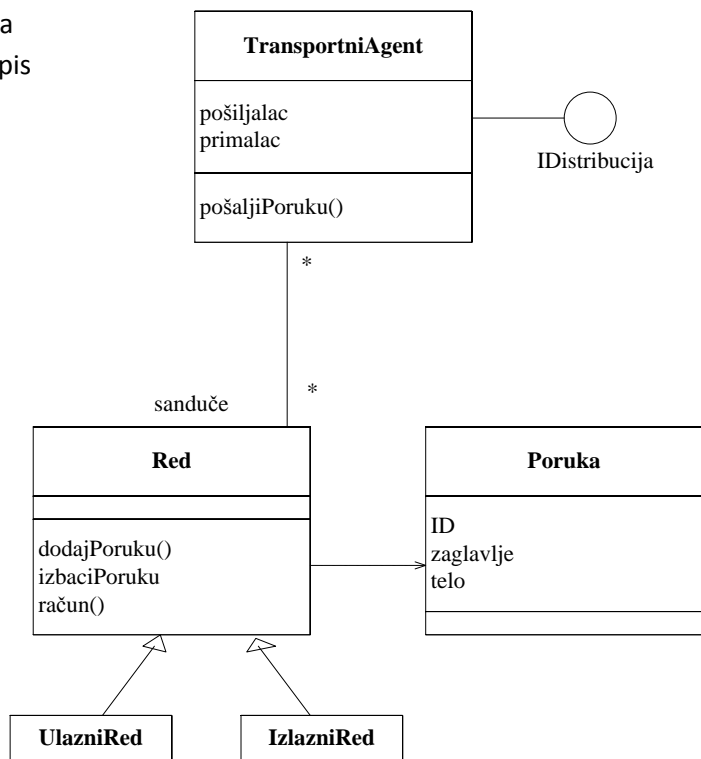 a
pis
TransportniAgent
pošiljalac
primalac
IDistribucija
pošaljiPoruku()
*
*
sanduče
Red
Poruka
dodajPoruku()
izbaciPoruku
račun()
ID
zaglavlje
telo
UlazniRed
IzlazniRed